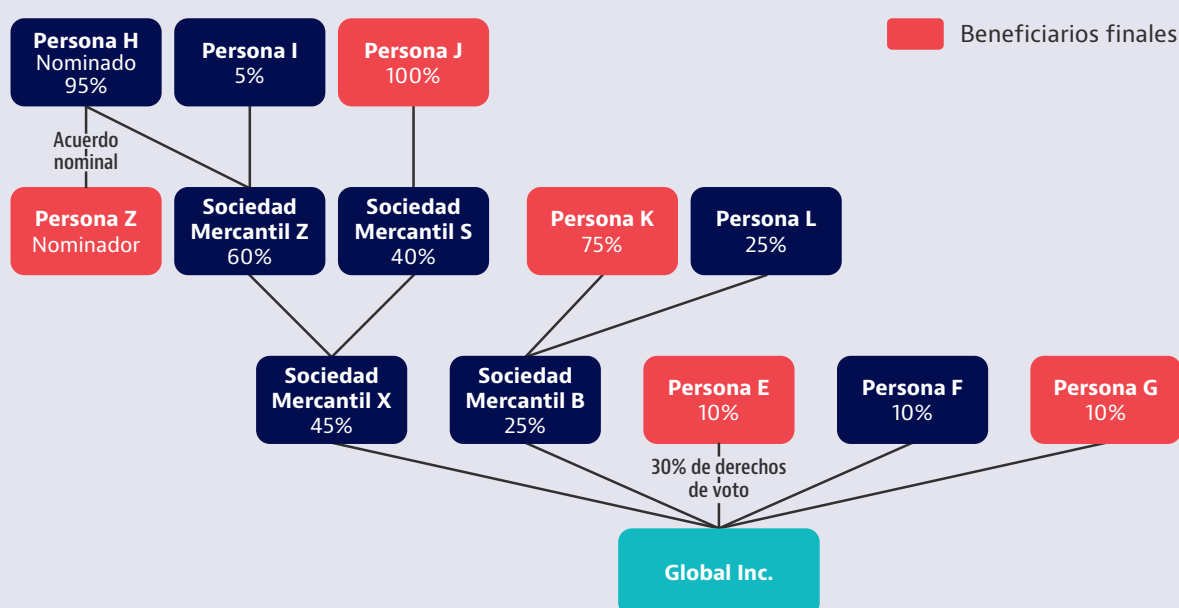 Beneficiarios finales
Persona H
Nominado
95%
Persona I
5%
Persona J
100%
Acuerdo
nominal
Persona Z
Nominador
Sociedad
Mercantil Z
60%
Sociedad
Mercantil S
40%
Persona K
75%
Persona L
25%
Sociedad
Mercantil X
45%
Sociedad
Mercantil B
25%
Persona E
10%
Persona F
10%
Persona G
10%
30% de derechos
de voto
Global Inc.